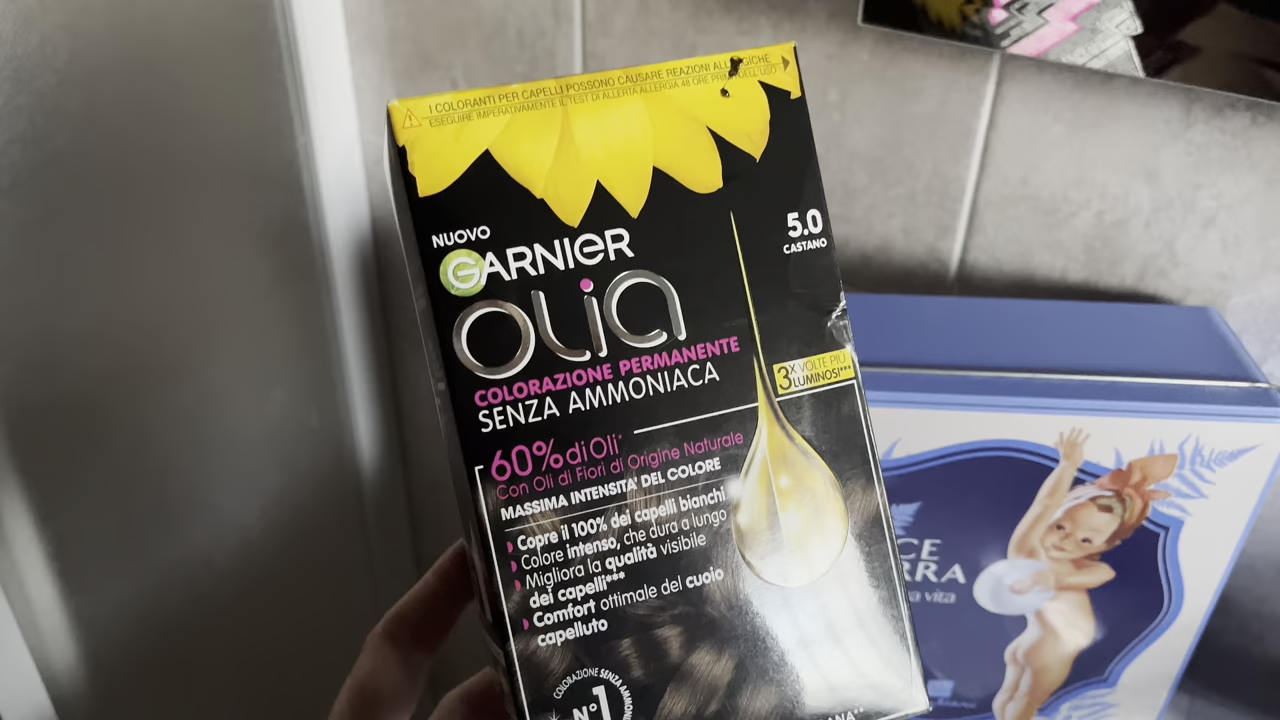 I COLORANTI PER CAPELLI POSSONO CAUSARE REAZIONI ALLERGICHE
ESEGUIRE IMPERATIVAMENTE IL TEST DI ALLERTA ALLERGIA 48 ORE PRIMA DELL'USO
NUOVO
GARNIER
OLIA
5.0
CASTANO
COLORAZIONE PERMANENTE
SENZA AMMONIACA
3X VOLTE PIÙ
LUMINOSI***
60% di Oli*
Con Oli di Fiori di Origine Naturale
MASSIMA INTENSITA' DEL COLORE
Copre il 100% dei capelli bianchi
Colore intenso, che dura a lungo
Migliora la qualità visibile
dei capelli***
Comfort ottimale del cuoio
capelluto
COLORAZIONE SENZA AMMON
N°1
vita